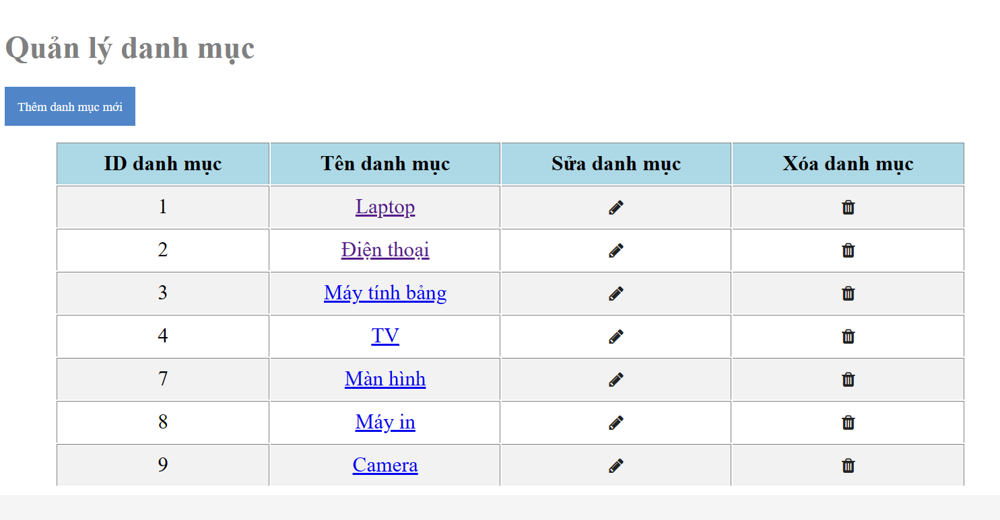 Quản lý danh mục
Thêm danh mục mới
ID danh mục Tên danh mục Sửa danh mục Xóa danh mục
1 Laptop
2 Điện thoại
3 Máy tính bảng
4 TV
7 Màn hình
8 Máy in
9 Camera